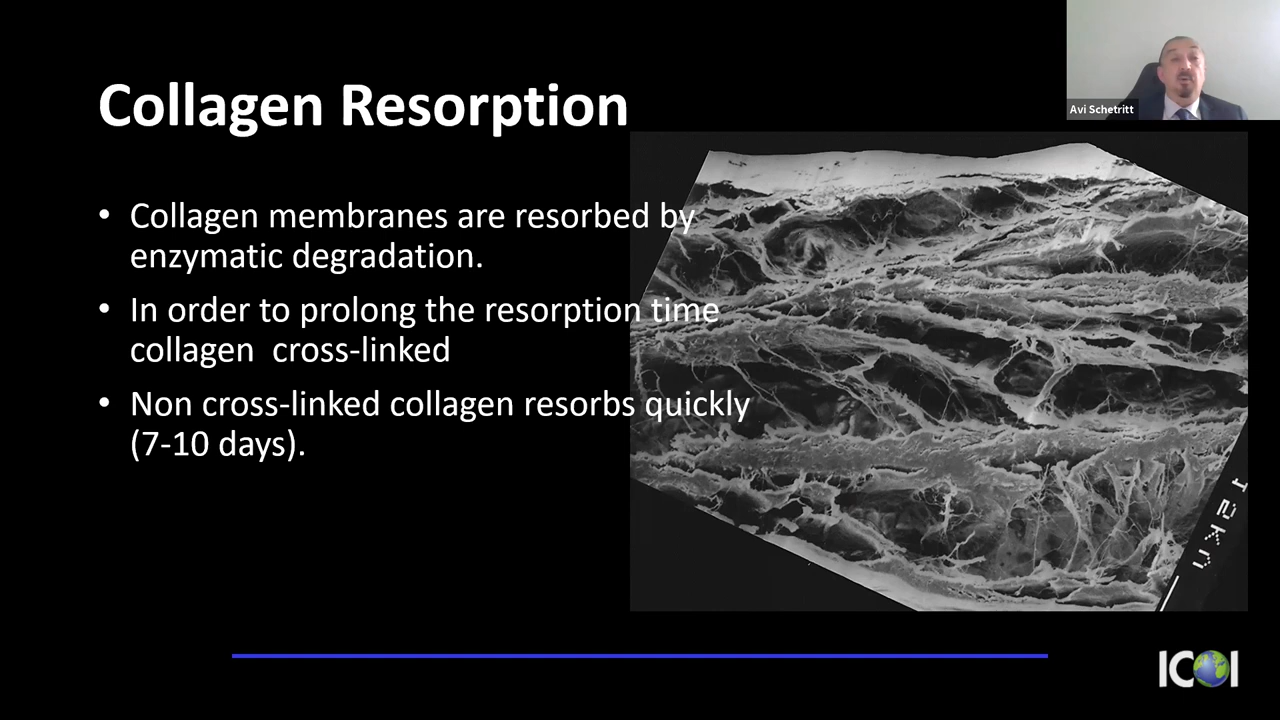 Collagen Resorption
• Collagen membranes are resorbed by
enzymatic degradation.
• In order to prolong the resorption time
collagen  cross-linked
• Non cross-linked collagen resorbs quickly
(7-10 days).
Avi Schetritt
12KU
ICOI